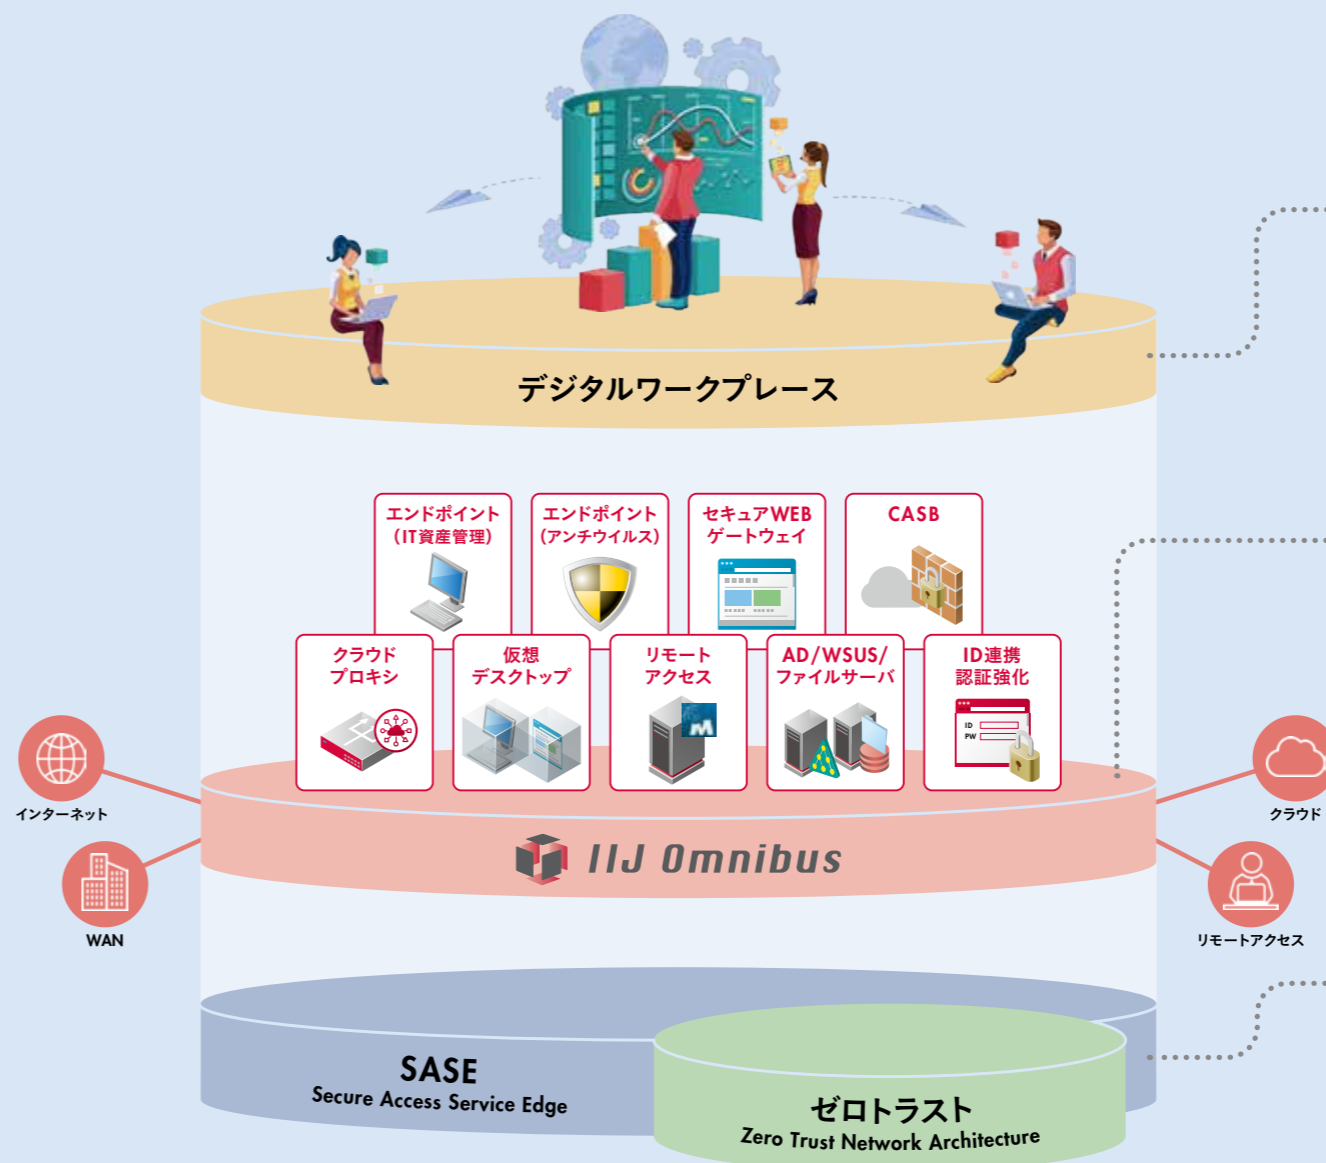 デジタルワークプレース
エンドポイント
(IT資産管理)
エンドポイント
(アンチウイルス)
セキュアWEB
ゲートウェイ
CASB
クラウド
プロキシ
仮想
デスクトップ
リモート
アクセス
M
AD/WSUS/
ファイルサーバ
ID連携
認証強化
ID
PW
インターネット
WAN
IIJ Omnibus
クラウド
リモートアクセス
SASE
Secure Access Service Edge
ゼロトラスト
Zero Trust Network Architecture